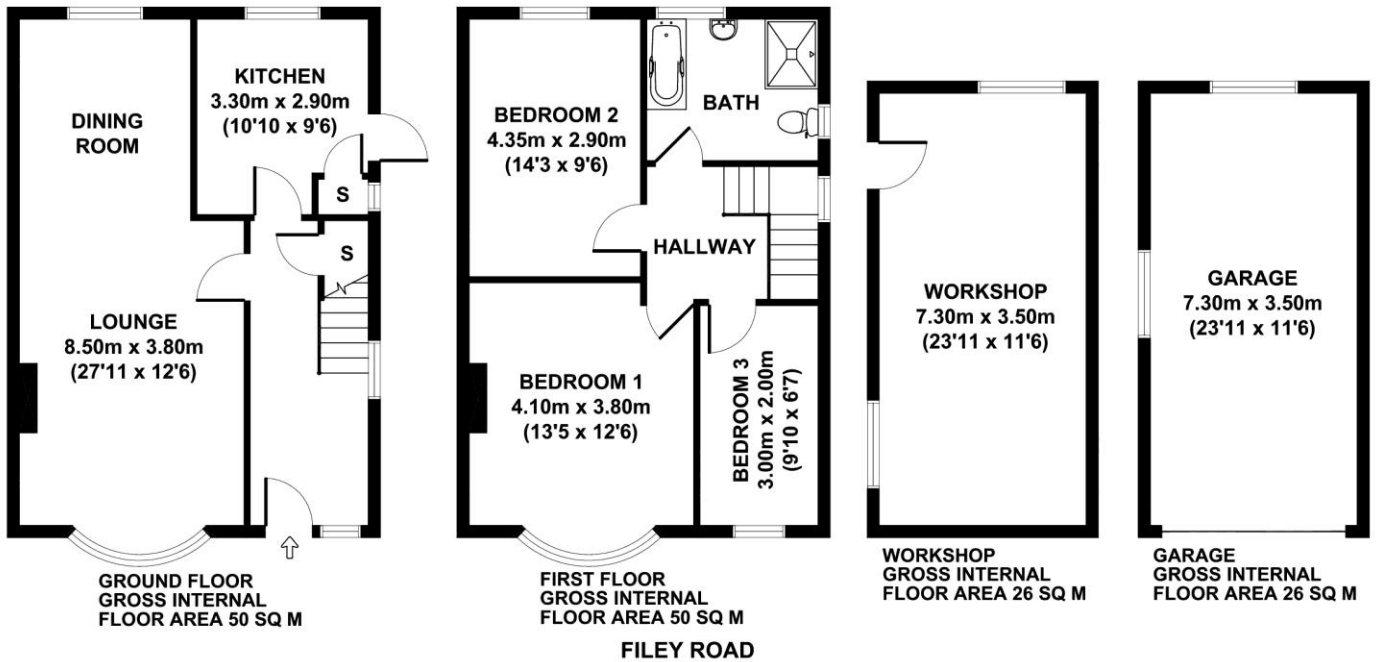 DINING
ROOM
KITCHEN
3.30m x 2.90m
(10'10 x 9'6)
S
S
LOUNGE
8.50m x 3.80m
(27'11 x 12'6)
GROUND FLOOR
GROSS INTERNAL
FLOOR AREA 50 SQ M
BEDROOM 2
4.35m x 2.90m
(14'3 x 9'6)
BATH
HALLWAY
BEDROOM 1
4.10m x 3.80m
(13'5 x 12'6)
BEDROOM 3
3.00m x 2.00m
(9'10 x 6'7)
FIRST FLOOR
GROSS INTERNAL
FLOOR AREA 50 SQ M
WORKSHOP
7.30m x 3.50m
(23'11 x 11'6)
WORKSHOP
GROSS INTERNAL
FLOOR AREA 26 SQ M
GARAGE
7.30m x 3.50m
(23'11 x 11'6)
GARAGE
GROSS INTERNAL
FLOOR AREA 26 SQ M
FILEY ROAD